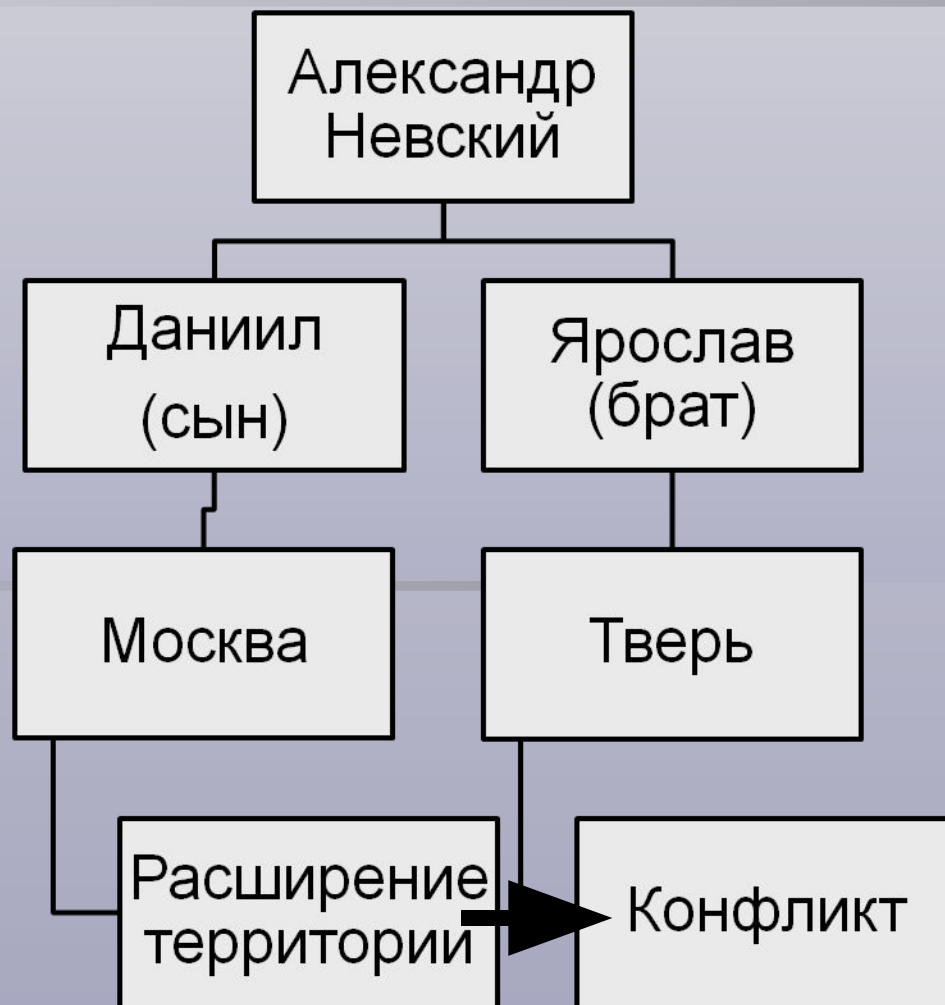 Александр
Невский
Даниил
(сын)
Ярослав
(брат)
Москва
Тверь
Расширение
территории
Конфликт